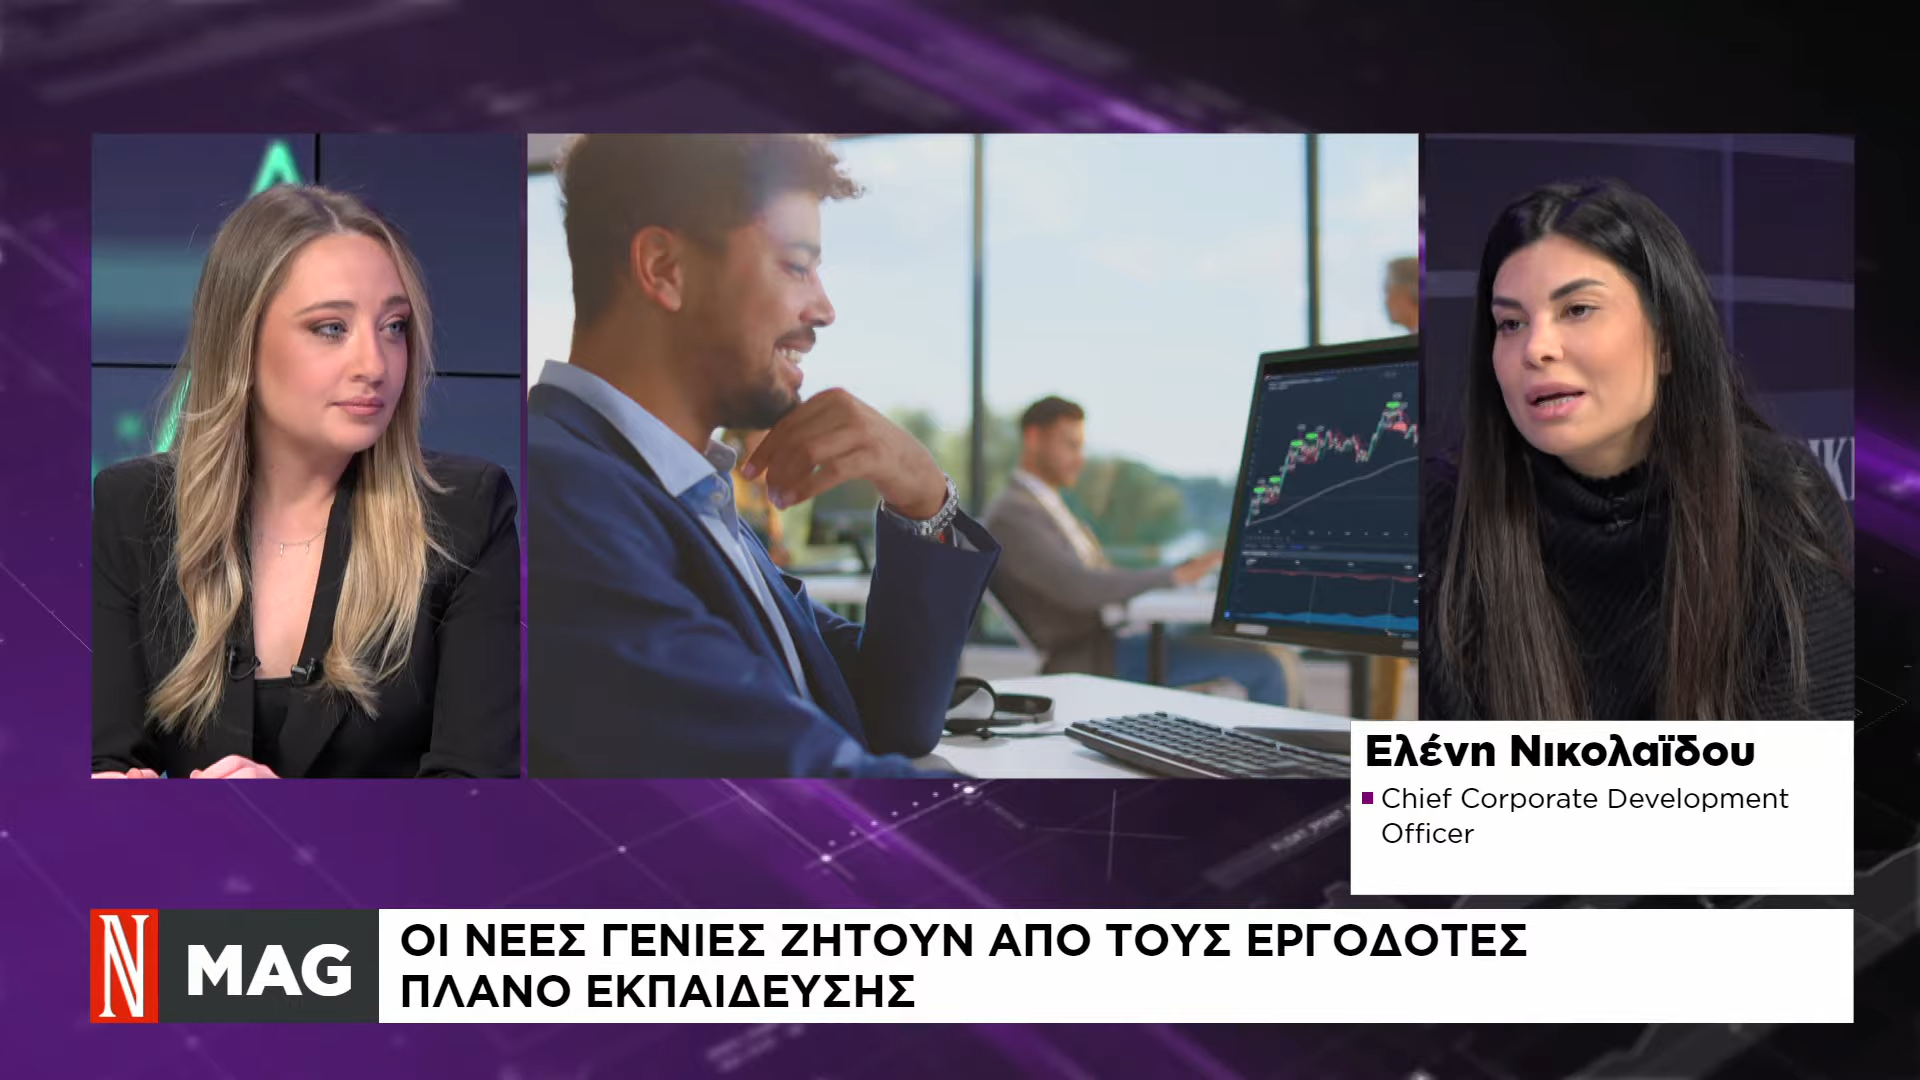 Ελένη Νικολαΐδου
Chief Corporate Development
Officer
N MAG
ΟΙ ΝΕΕΣ ΓΕΝΙΕΣ ΖΗΤΟΥΝ ΑΠΟ ΤΟΥΣ ΕΡΓΟΔΟΤΕΣ
ΠΛΑΝΟ ΕΚΠΑΙΔΕΥΣΗΣ